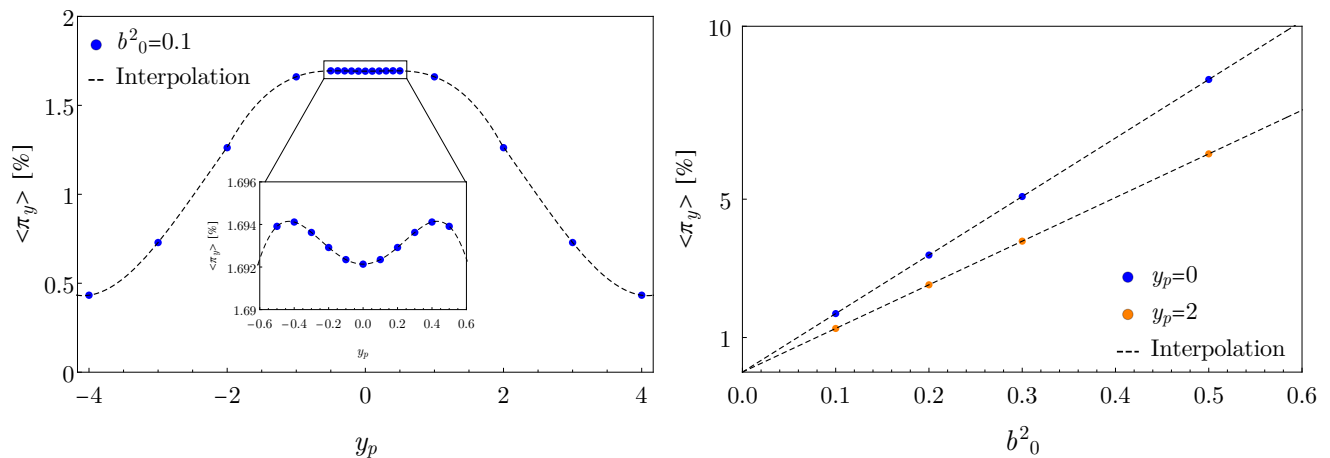 2
b²₀=0.1
Interpolation
1.5
<π_y> [%]
1
0.5
0
−4
−2
0
2
4
y_p
1.696
1.694
<π_y> [%]
1.692
1.69
−0.6
−0.4
−0.2
0.0
0.2
0.4
0.6
y_p
10
<π_y> [%]
5
y_p=0
y_p=2
1
Interpolation
0.0
0.1
0.2
0.3
0.4
0.5
0.6
b²₀